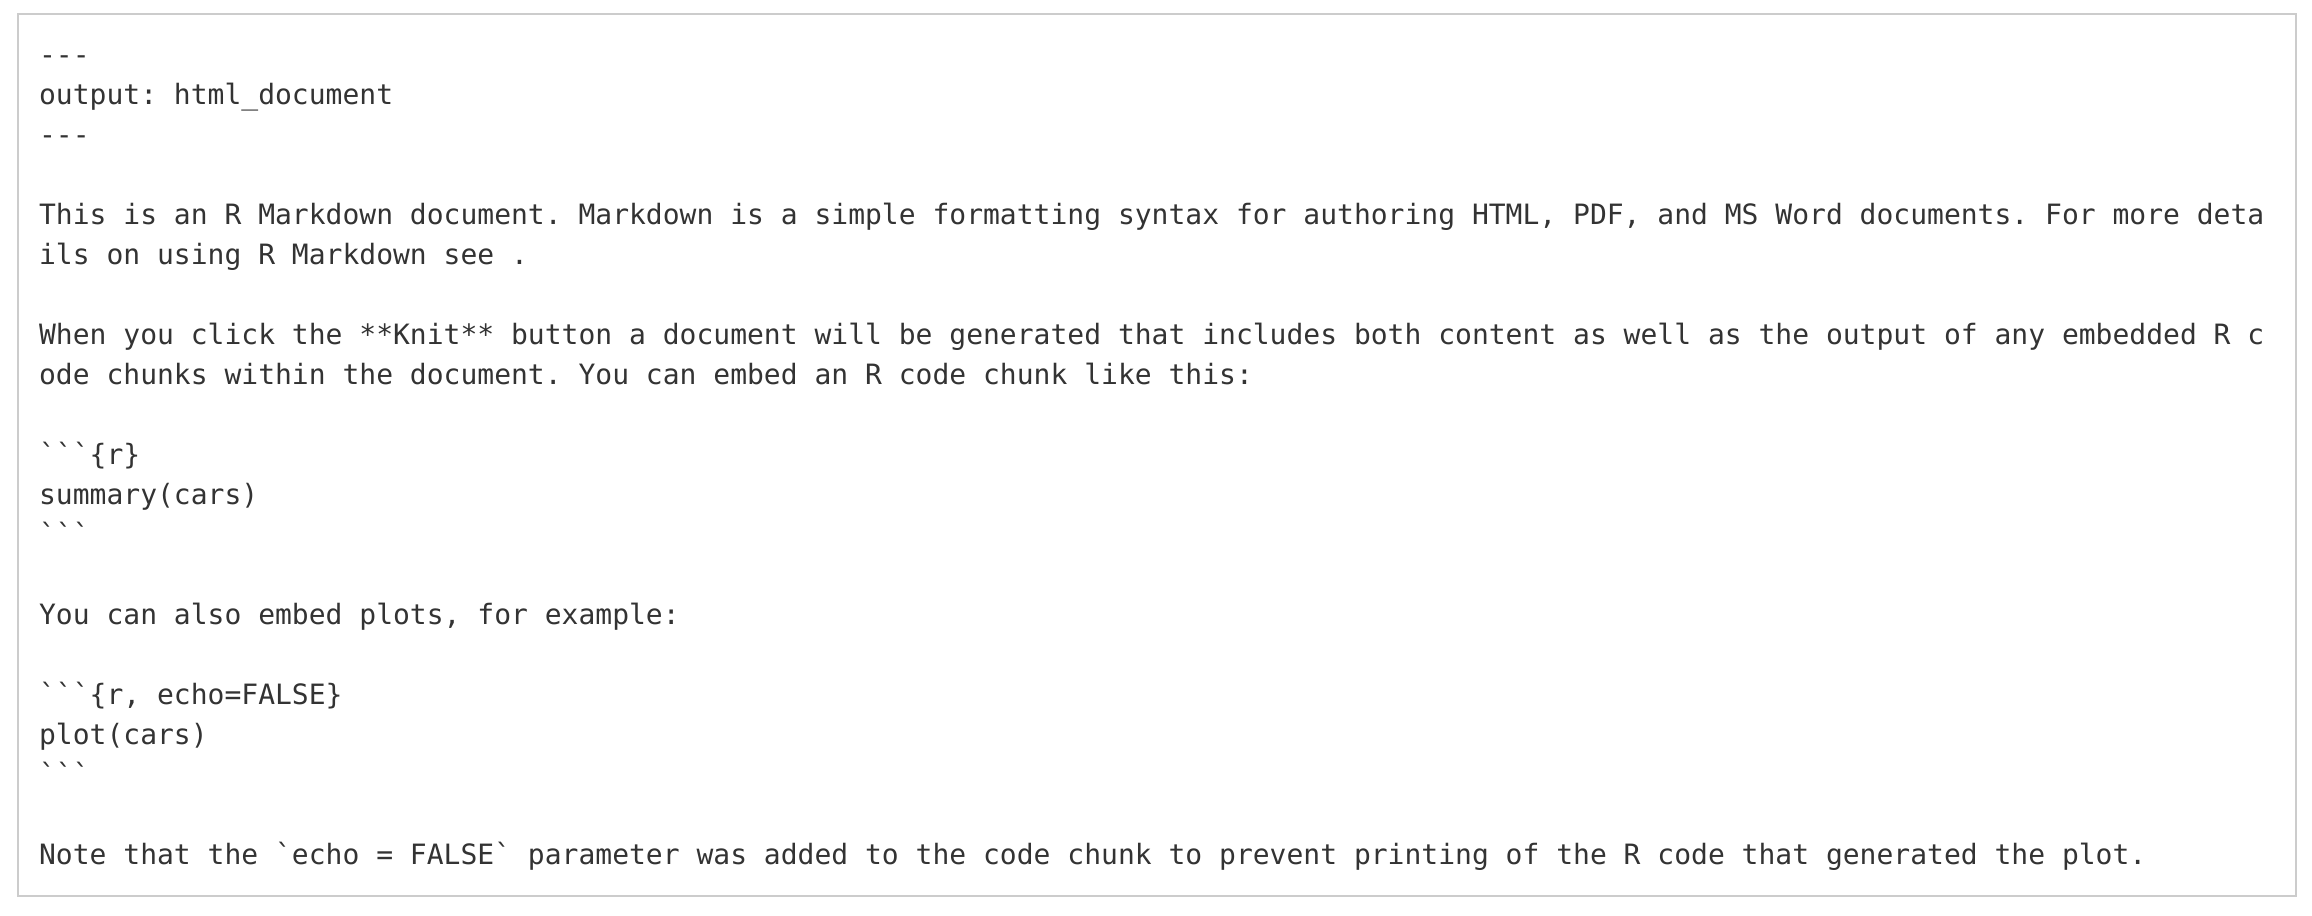 ---
output: html_document
---
This is an R Markdown document. Markdown is a simple formatting syntax for authoring HTML, PDF, and MS Word documents. For more deta
ils on using R Markdown see .
When you click the **Knit** button a document will be generated that includes both content as well as the output of any embedded R c
ode chunks within the document. You can embed an R code chunk like this:
```{r}
summary(cars)
```
You can also embed plots, for example:
```{r, echo=FALSE}
plot(cars)
```
Note that the `echo = FALSE` parameter was added to the code chunk to prevent printing of the R code that generated the plot.